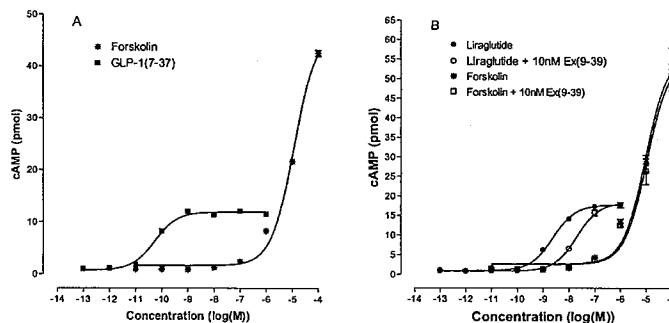 A
Forskolin
GLP-1(7-37)
50
40
30
20
10
0
cAMP (pmol)
-14 -13 -12 -11 -10 -9 -8 -7 -6 -5 -4
Concentration (log(M))
B
Liraglutide
Liraglutide + 10nM Ex(9-39)
Forskolin
Forskolin + 10nM Ex(9-39)
65
60
55
50
45
40
35
30
25
20
15
10
5
0
cAMP (pmol)
-14 -13 -12 -11 -10 -9 -8 -7 -6 -5 -4
Concentration (log(M))